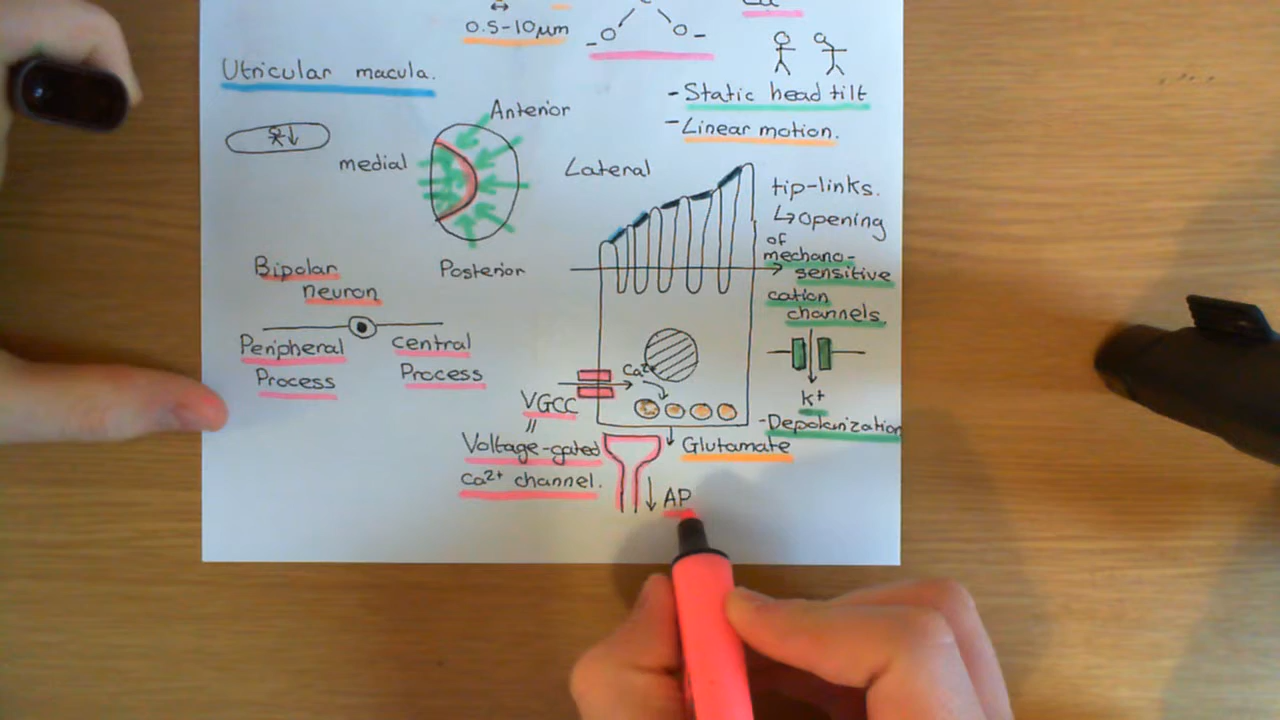 0.5-10μm
- O O -
Utricular macula.
- Static head tilt
- Linear motion.
Anterior
medial
Lateral
Posterior
tip-links.
↳ Opening
of
mechano-
sensitive
cation
channels.
K+
- Depolarization
Bipolar
neuron
Peripheral
Process
central
Process
Ca2+
VGCC
=
Voltage-gated
Ca2+ channel.
Glutamate
AP